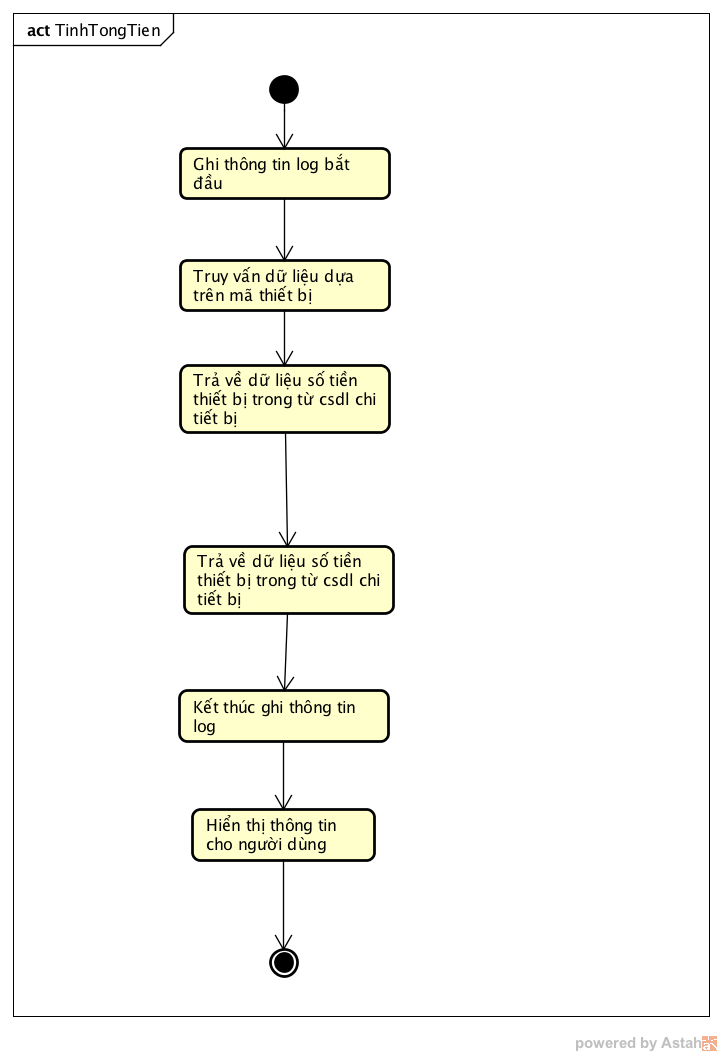 act TinhTongTien
Ghi thông tin log bắt
đầu
Truy vấn dữ liệu dựa
trên mã thiết bị
Trả về dữ liệu số tiền
thiết bị trong từ csdl chi
tiết bị
Trả về dữ liệu số tiền
thiết bị trong từ csdl chi
tiết bị
Kết thúc ghi thông tin
log
Hiển thị thông tin
cho người dùng
powered by Astah